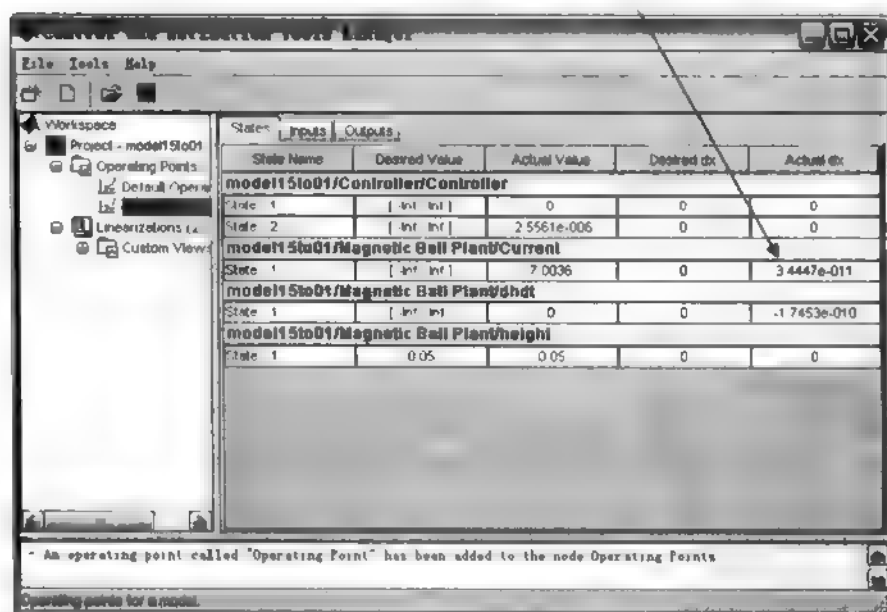 File Tools Help
Workspace
Project - model15to01
Operating Points
Default Operar
Linearizations (2
Custom Views
States Inputs Outputs
State Name Desired Value Actual Value Desired dx Actual dx
model15to01/Controller/Controller
State 1 [ -Inf Inf ] 0 0 0
State 2 [ -Inf Inf ] 2.5561e-006 0 0
model15to01/Magnetic Ball Plant/Current
State 1 [ -Inf Inf ] 7.0036 0 3.4447e-011
model15to01/Magnetic Ball Plant/dhdt
State 1 [ -Inf Inf ] 0 0 -1.7453e-010
model15to01/Magnetic Ball Plant/height
State 1 0.05 0.05 0 0
- An operating point called "Operating Point" has been added to the node Operating Points
Operating points for a model.